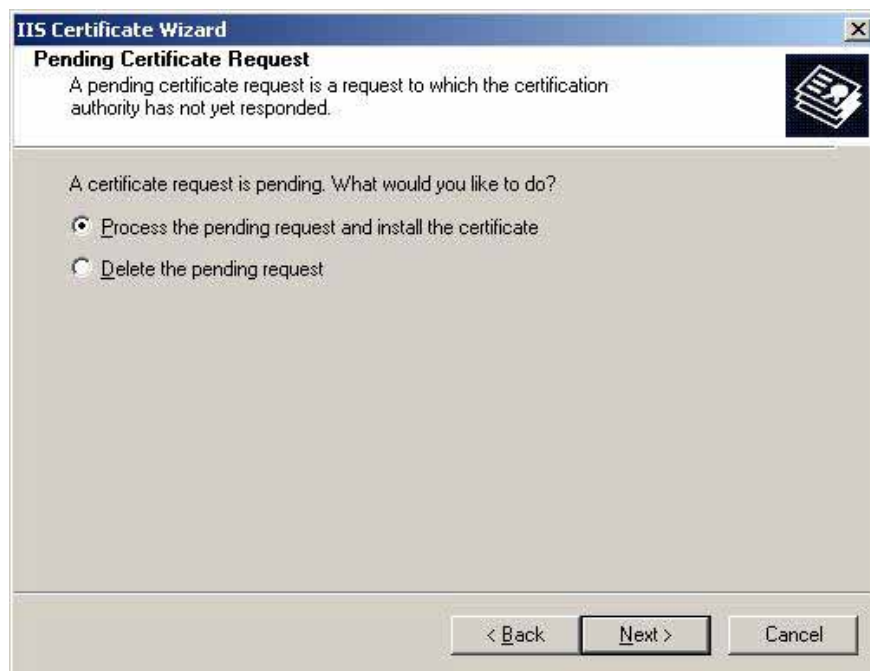 IIS Certificate Wizard
Pending Certificate Request
A pending certificate request is a request to which the certification
authority has not yet responded.
A certificate request is pending. What would you like to do?
Process the pending request and install the certificate
Delete the pending request
< Back
Next >
Cancel